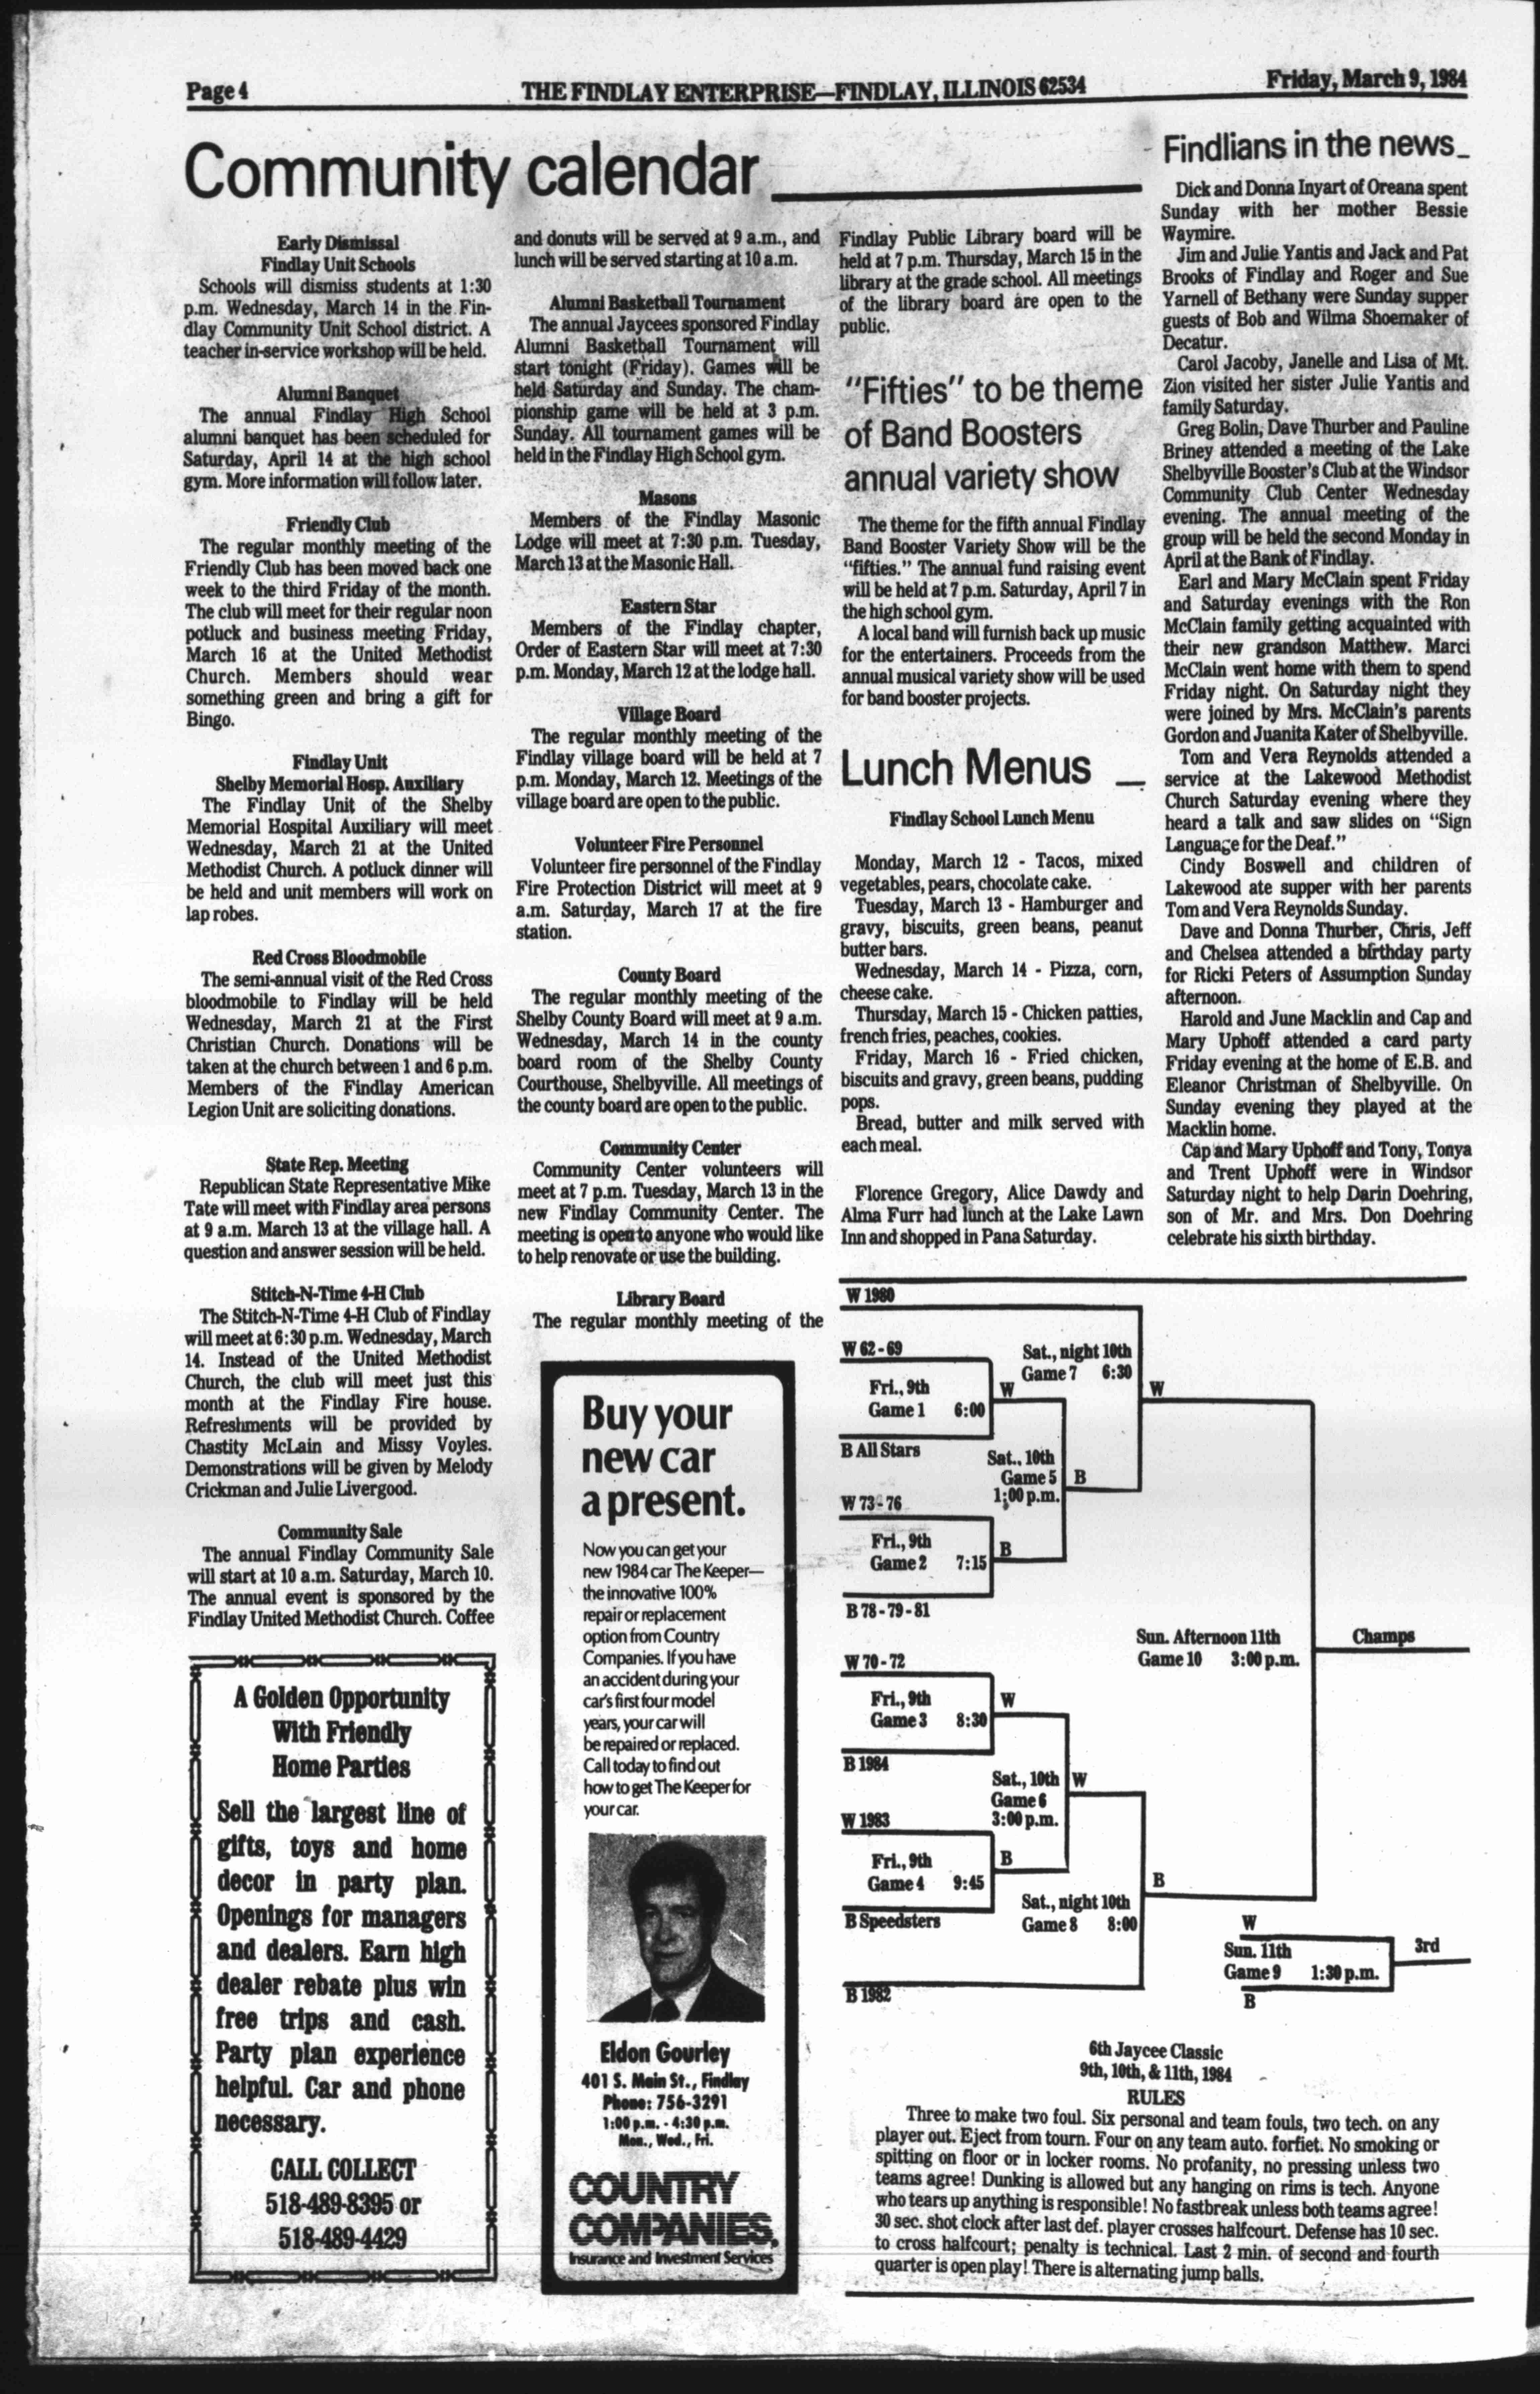 Page 4
THE FINDLAY ENTERPRISE—FINDLAY, ILLINOIS 62534
Friday, March 9, 1984
Community calendar
Early Dismissal
Findlay Unit Schools
Schools will dismiss students at 1:30
p.m. Wednesday, March 14 in the Fin-
dlay Community Unit School district. A
teacher in-service workshop will be held.
Alumni Banquet
The annual Findlay High School
alumni banquet has been scheduled for
Saturday, April 14 at the high school
gym. More information will follow later.
Friendly Club
The regular monthly meeting of the
Friendly Club has been moved back one
week to the third Friday of the month.
The club will meet for their regular noon
potluck and business meeting Friday,
March 16 at the United Methodist
Church. Members should wear
something green and bring a gift for
Bingo.
Findlay Unit
Shelby Memorial Hosp. Auxiliary
The Findlay Unit of the Shelby
Memorial Hospital Auxiliary will meet
Wednesday, March 21 at the United
Methodist Church. A potluck dinner will
be held and unit members will work on
lap robes.
Red Cross Bloodmobile
The semi-annual visit of the Red Cross
bloodmobile to Findlay will be held
Wednesday, March 21 at the First
Christian Church. Donations will be
taken at the church between 1 and 6 p.m.
Members of the Findlay American
Legion Unit are soliciting donations.
State Rep. Meeting
Republican State Representative Mike
Tate will meet with Findlay area persons
at 9 a.m. March 13 at the village hall. A
question and answer session will be held.
Stitch-N-Time 4-H Club
The Stitch-N-Time 4-H Club of Findlay
will meet at 6:30 p.m. Wednesday, March
14. Instead of the United Methodist
Church, the club will meet just this
month at the Findlay Fire house.
Refreshments will be provided by
Chastity McLain and Missy Voyles.
Demonstrations will be given by Melody
Crickman and Julie Livergood.
Community Sale
The annual Findlay Community Sale
will start at 10 a.m. Saturday, March 10.
The annual event is sponsored by the
Findlay United Methodist Church. Coffee
A Golden Opportunity
With Friendly
Home Parties
Sell the largest line of
gifts, toys and home
decor in party plan.
Openings for managers
and dealers. Earn high
dealer rebate plus win
free trips and cash.
Party plan experience
helpful. Car and phone
necessary.
CALL COLLECT
518-489-8395 or
518-489-4429
and donuts will be served at 9 a.m., and
lunch will be served starting at 10 a.m.
Alumni Basketball Tournament
The annual Jaycees sponsored Findlay
Alumni Basketball Tournament will
start tonight (Friday). Games will be
held Saturday and Sunday. The cham-
pionship game will be held at 3 p.m.
Sunday. All tournament games will be
held in the Findlay High School gym.
Masons
Members of the Findlay Masonic
Lodge will meet at 7:30 p.m. Tuesday,
March 13 at the Masonic Hall.
Eastern Star
Members of the Findlay chapter,
Order of Eastern Star will meet at 7:30
p.m. Monday, March 12 at the lodge hall.
Village Board
The regular monthly meeting of the
Findlay village board will be held at 7
p.m. Monday, March 12. Meetings of the
village board are open to the public.
Volunteer Fire Personnel
Volunteer fire personnel of the Findlay
Fire Protection District will meet at 9
a.m. Saturday, March 17 at the fire
station.
County Board
The regular monthly meeting of the
Shelby County Board will meet at 9 a.m.
Wednesday, March 14 in the county
board room of the Shelby County
Courthouse, Shelbyville. All meetings of
the county board are open to the public.
Community Center
Community Center volunteers will
meet at 7 p.m. Tuesday, March 13 in the
new Findlay Community Center. The
meeting is open to anyone who would like
to help renovate or use the building.
Library Board
The regular monthly meeting of the
Buy your
new car
a present.
Now you can get your
new 1984 car The Keeper—
the innovative 100%
repair or replacement
option from Country
Companies. If you have
an accident during your
car's first four model
years, your car will
be repaired or replaced.
Call today to find out
how to get The Keeper for
your car.
Eldon Gourley
401 S. Main St., Findlay
Phone: 756-3291
1:00 p.m. - 4:30 p.m.
Mon., Wed., Fri.
COUNTRY
COMPANIES.
Insurance and Investment Services
Findlay Public Library board will be
held at 7 p.m. Thursday, March 15 in the
library at the grade school. All meetings
of the library board are open to the
public.
"Fifties" to be theme
of Band Boosters
annual variety show
The theme for the fifth annual Findlay
Band Booster Variety Show will be the
"fifties." The annual fund raising event
will be held at 7 p.m. Saturday, April 7 in
the high school gym.
A local band will furnish back up music
for the entertainers. Proceeds from the
annual musical variety show will be used
for band booster projects.
Lunch Menus
Findlay School Lunch Menu
Monday, March 12 - Tacos, mixed
vegetables, pears, chocolate cake.
Tuesday, March 13 - Hamburger and
gravy, biscuits, green beans, peanut
butter bars.
Wednesday, March 14 - Pizza, corn,
cheese cake.
Thursday, March 15 - Chicken patties,
french fries, peaches, cookies.
Friday, March 16 - Fried chicken,
biscuits and gravy, green beans, pudding
pops.
Bread, butter and milk served with
each meal.
Florence Gregory, Alice Dawdy and
Alma Furr had lunch at the Lake Lawn
Inn and shopped in Pana Saturday.
Findlians in the news
Dick and Donna Inyart of Oreana spent
Sunday with her mother Bessie
Waymire.
Jim and Julie Yantis and Jack and Pat
Brooks of Findlay and Roger and Sue
Yarnell of Bethany were Sunday supper
guests of Bob and Wilma Shoemaker of
Decatur.
Carol Jacoby, Janelle and Lisa of Mt.
Zion visited her sister Julie Yantis and
family Saturday.
Greg Bolin, Dave Thurber and Pauline
Briney attended a meeting of the Lake
Shelbyville Booster's Club at the Windsor
Community Club Center Wednesday
evening. The annual meeting of the
group will be held the second Monday in
April at the Bank of Findlay.
Earl and Mary McClain spent Friday
and Saturday evenings with the Ron
McClain family getting acquainted with
their new grandson Matthew. Marci
McClain went home with them to spend
Friday night. On Saturday night they
were joined by Mrs. McClain's parents
Gordon and Juanita Kater of Shelbyville.
Tom and Vera Reynolds attended a
service at the Lakewood Methodist
Church Saturday evening where they
heard a talk and saw slides on "Sign
Language for the Deaf."
Cindy Boswell and children of
Lakewood ate supper with her parents
Tom and Vera Reynolds Sunday.
Dave and Donna Thurber, Chris, Jeff
and Chelsea attended a birthday party
for Ricki Peters of Assumption Sunday
afternoon.
Harold and June Macklin and Cap and
Mary Uphoff attended a card party
Friday evening at the home of E.B. and
Eleanor Christman of Shelbyville. On
Sunday evening they played at the
Macklin home.
Cap and Mary Uphoff and Tony, Tonya
and Trent Uphoff were in Windsor
Saturday night to help Darin Doehring,
son of Mr. and Mrs. Don Doehring
celebrate his sixth birthday.
W 1980
W 62 - 69
Sat., night 10th
Game 7 6:30
Fri., 9th
W
W
Game 1 6:00
B All Stars
Sat., 10th
Game 5
B
1:00 p.m.
W 73 - 76
Fri., 9th
B
Game 2 7:15
B 78 - 79 - 81
Sun. Afternoon 11th
Champs
Game 10 3:00 p.m.
W 70 - 72
Fri., 9th
W
Game 3 8:30
B 1984
Sat., 10th
W
Game 6
3:00 p.m.
W 1983
Fri., 9th
B
Game 4 9:45
B
Sat., night 10th
Game 8 8:00
B Speedsters
W
Sun. 11th
3rd
Game 9 1:30 p.m.
B
B 1982
6th Jaycee Classic
9th, 10th, & 11th, 1984
RULES
Three to make two foul. Six personal and team fouls, two tech. on any
player out. Eject from tourn. Four on any team auto. forfiet. No smoking or
spitting on floor or in locker rooms. No profanity, no pressing unless two
teams agree! Dunking is allowed but any hanging on rims is tech. Anyone
who tears up anything is responsible! No fastbreak unless both teams agree!
30 sec. shot clock after last def. player crosses halfcourt. Defense has 10 sec.
to cross halfcourt; penalty is technical. Last 2 min. of second and fourth
quarter is open play! There is alternating jump balls.